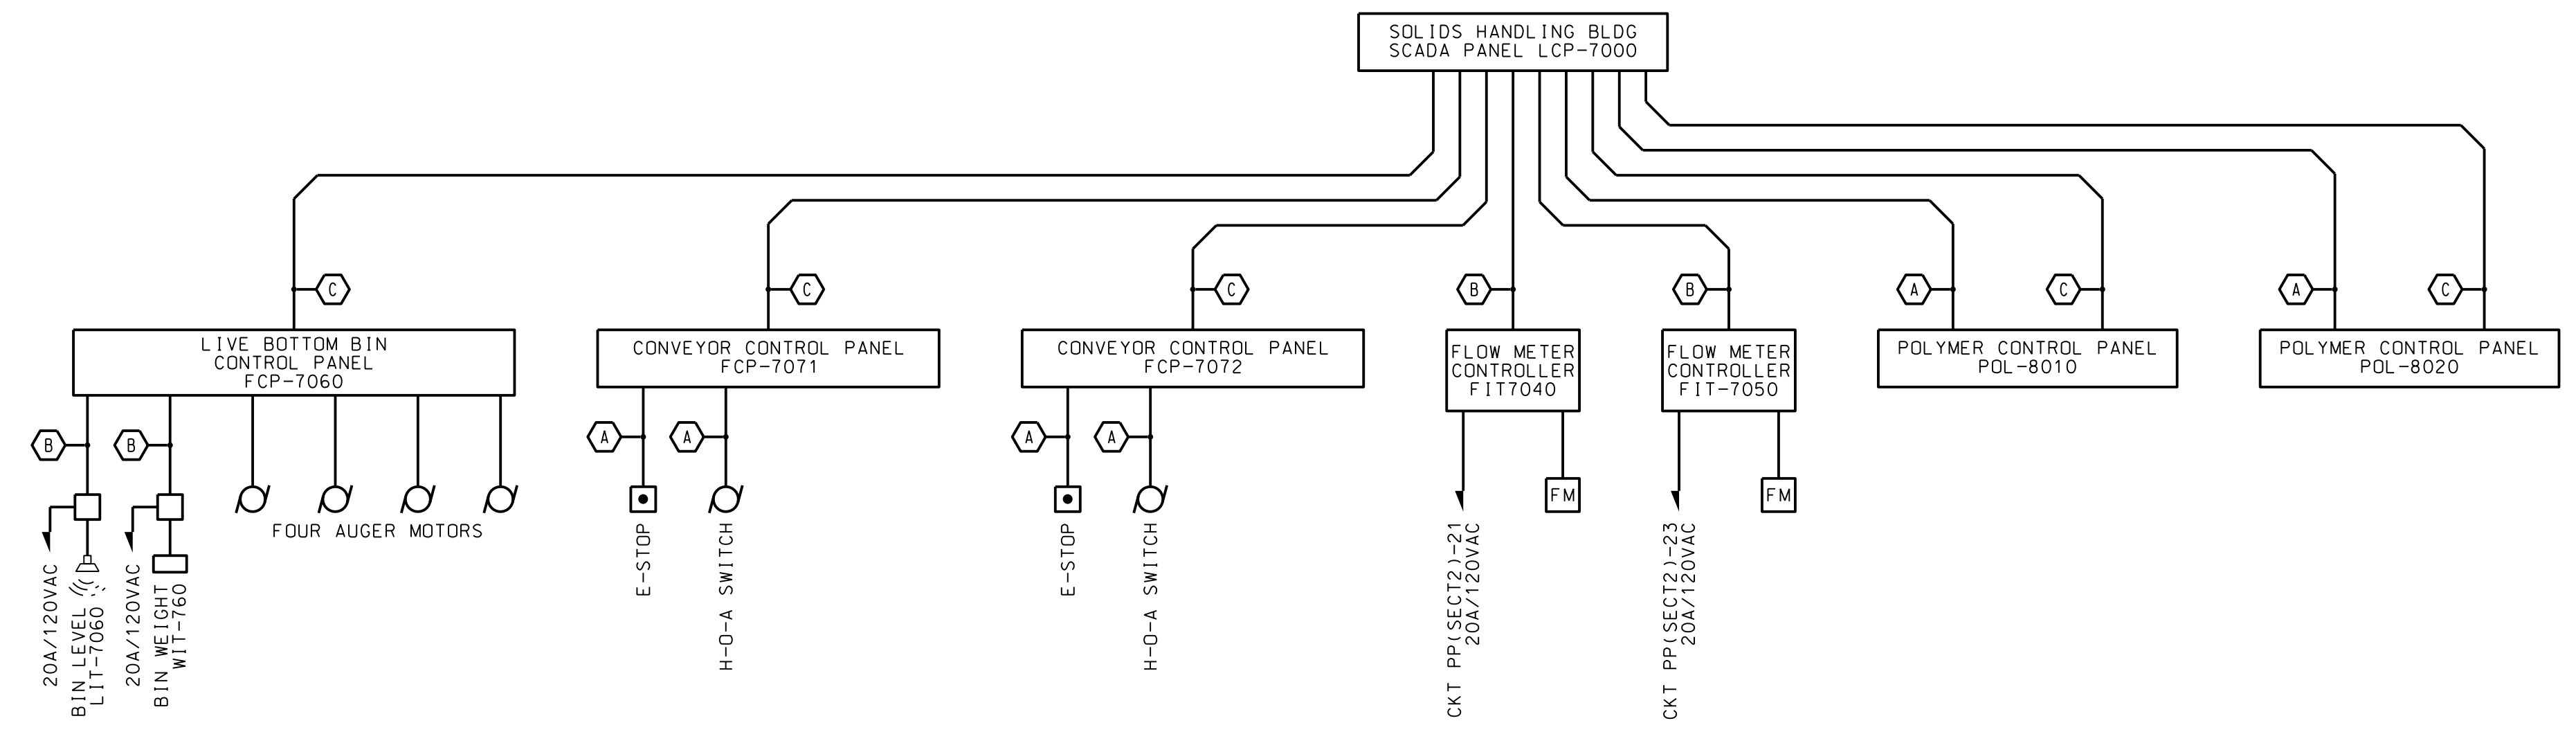 SOLIDS HANDLING BLDG
SCADA PANEL LCP-7000
C
C
C
B
B
A
C
A
C
LIVE BOTTOM BIN
CONTROL PANEL
FCP-7060
CONVEYOR CONTROL PANEL
FCP-7071
CONVEYOR CONTROL PANEL
FCP-7072
FLOW METER
CONTROLLER
FIT7040
FLOW METER
CONTROLLER
FIT-7050
POLYMER CONTROL PANEL
POL-8010
POLYMER CONTROL PANEL
POL-8020
B
B
A
A
A
A
FM
FM
FOUR AUGER MOTORS
20A/120VAC
BIN LEVEL
LIT-7060
20A/120VAC
BIN WEIGHT
WIT-760
E-STOP
H-O-A SWITCH
E-STOP
H-O-A SWITCH
CKT PP(SECT2)-21
20A/120VAC
CKT PP(SECT2)-23
20A/120VAC